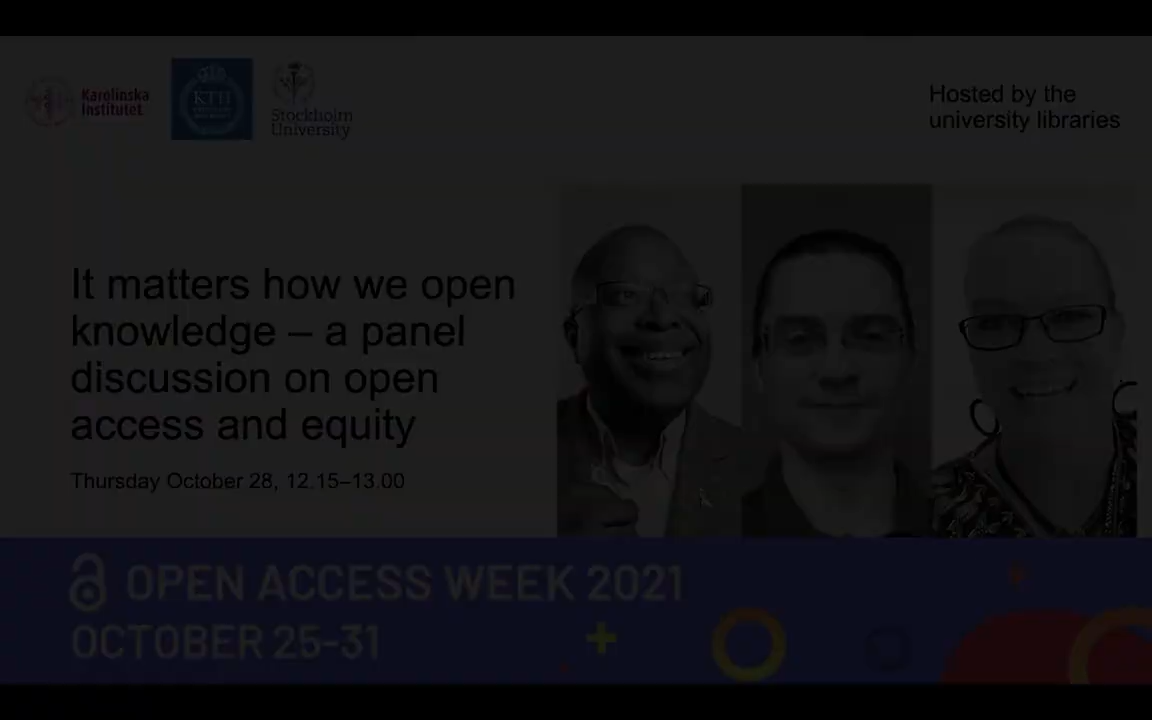 Karolinska
Institutet
KTH
Stockholm
University
Hosted by the
university libraries
It matters how we open
knowledge – a panel
discussion on open
access and equity
Thursday October 28, 12.15–13.00
OPEN ACCESS WEEK 2021
OCTOBER 25-31